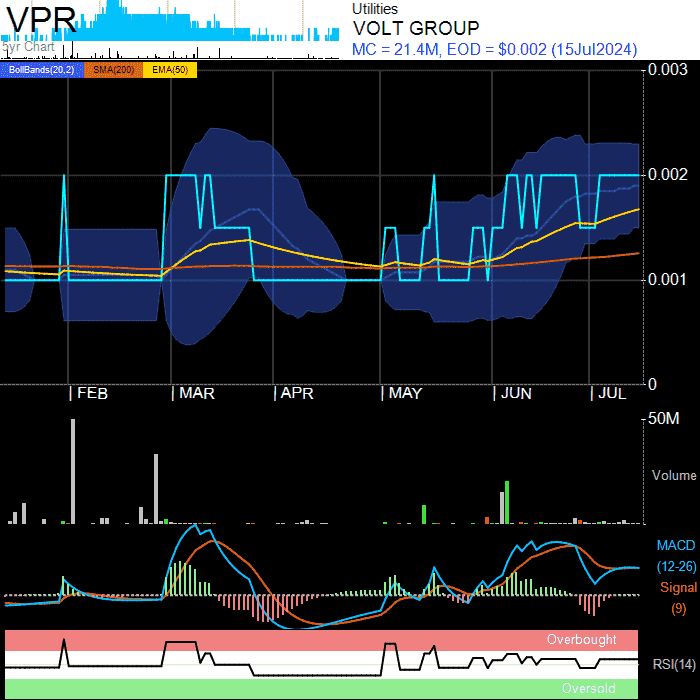 VPR
5yr Chart
Utilities
VOLT GROUP
MC = 21.4M, EOD = $0.002 (15Jul2024)
BollBands(20,2) SMA(200) EMA(50)
0.003
0.002
0.001
0
FEB MAR APR MAY JUN JUL
50M
Volume
MACD
(12-26)
Signal
(9)
Overbought
RSI(14)
Oversold